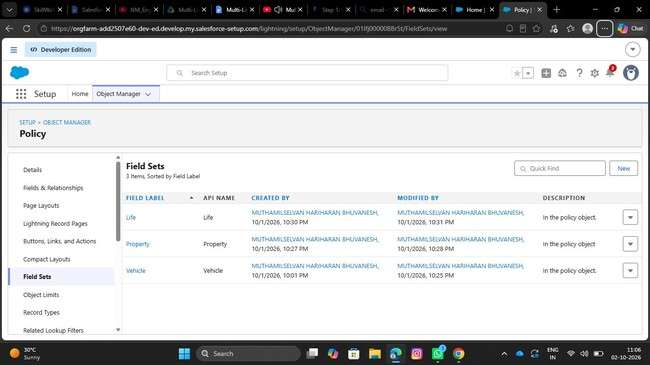 SkillWi
Salesfo
NM_En
Multi-L
Multi-L
Mul
Step 1
email
Welcom
Home |
Policy |
https://orgfarm-add2507e60-dev-ed.develop.my.salesforce-setup.com/lightning/setup/ObjectManager/01IfJ0000088rSt/FieldSets/view
Chat
Developer Edition
Search Setup
3
Setup
Home
Object Manager
SETUP > OBJECT MANAGER
Policy
Details
Fields & Relationships
Page Layouts
Lightning Record Pages
Buttons, Links, and Actions
Compact Layouts
Field Sets
Object Limits
Record Types
Related Lookup Filters
Field Sets
3 Items, Sorted by Field Label
Quick Find
New
FIELD LABEL API NAME CREATED BY MODIFIED BY DESCRIPTION
Life Life MUTHAMILSELVAN HARIHARAN BHUVANESH, MUTHAMILSELVAN HARIHARAN BHUVANESH, In the policy object.
10/1/2026, 10:30 PM 10/1/2026, 10:31 PM
Property Property MUTHAMILSELVAN HARIHARAN BHUVANESH, MUTHAMILSELVAN HARIHARAN BHUVANESH, In the policy object
10/1/2026, 10:27 PM 10/1/2026, 10:28 PM
Vehicle Vehicle MUTHAMILSELVAN HARIHARAN BHUVANESH, MUTHAMILSELVAN HARIHARAN BHUVANESH, In the policy object.
10/1/2026, 10:01 PM 10/1/2026, 10:25 PM
30°C
Sunny
Search
ENG
IN
11:06
02-10-2026